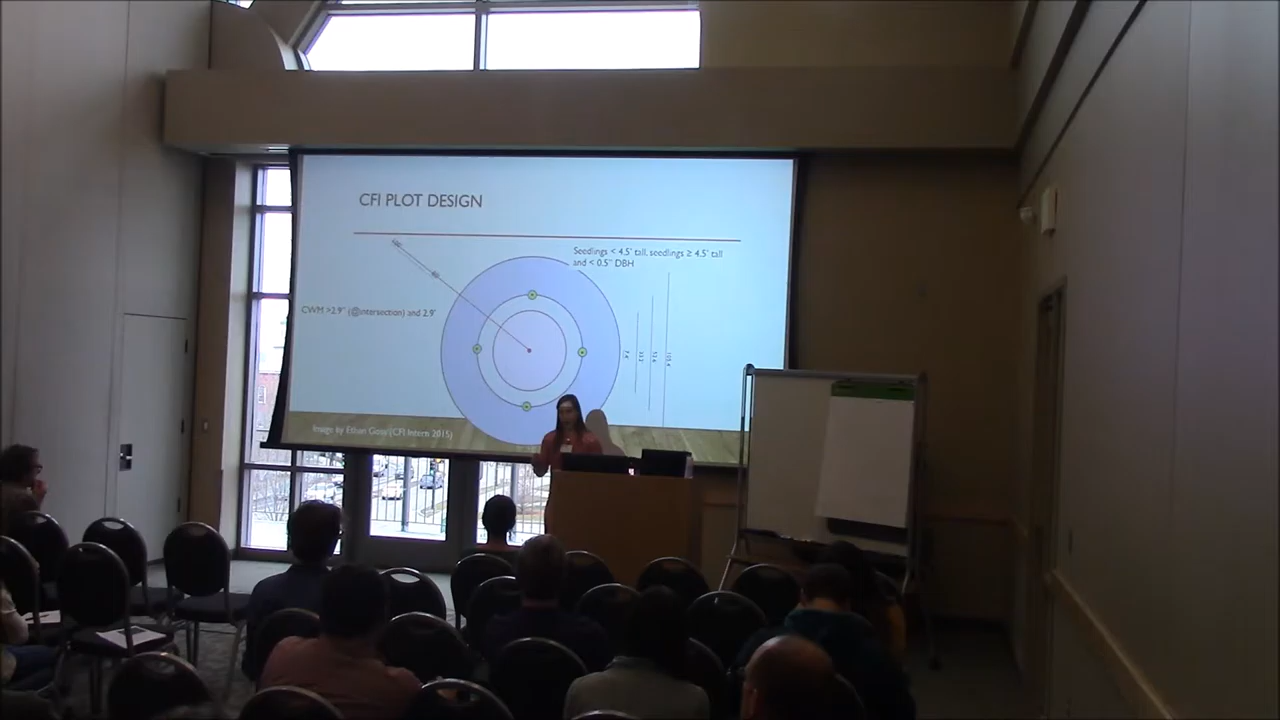 CFI PLOT DESIGN
Seedlings < 4.5' tall, seedlings ≥ 4.5' tall
and < 0.5" DBH
CWM >2.9" (@intersection) and 2.9'
Image by Ethan (CFI Intern 2015)